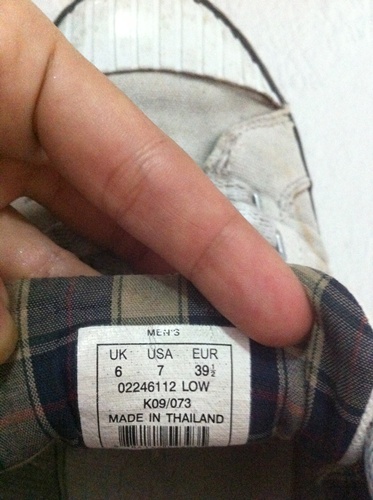 MEN'S
UK USA EUR
6 7 39½
02246112 LOW
K09/073
MADE IN THAILAND